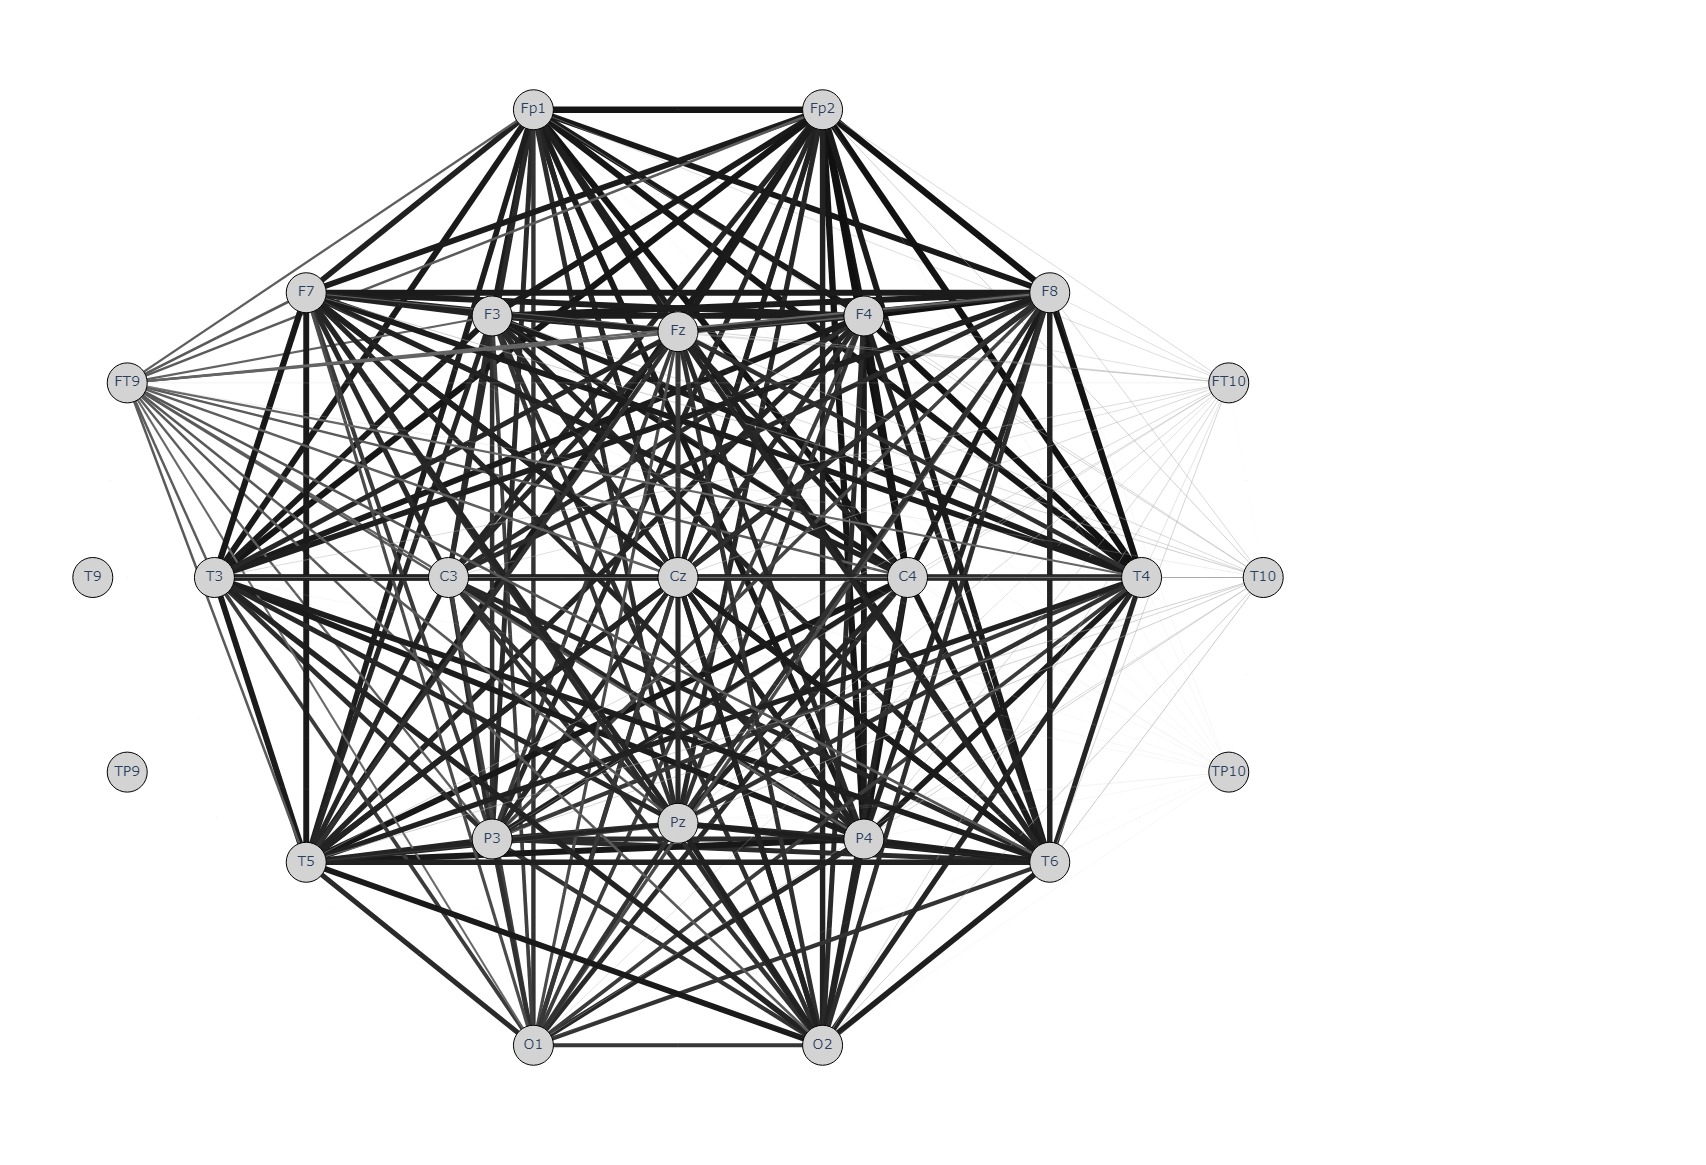 Fp1 Fp2
F7 F3 Fz F4 F8
FT9 FT10
T9 T3 C3 Cz C4 T4 T10
TP9 TP10
T5 P3 Pz P4 T6
O1 O2